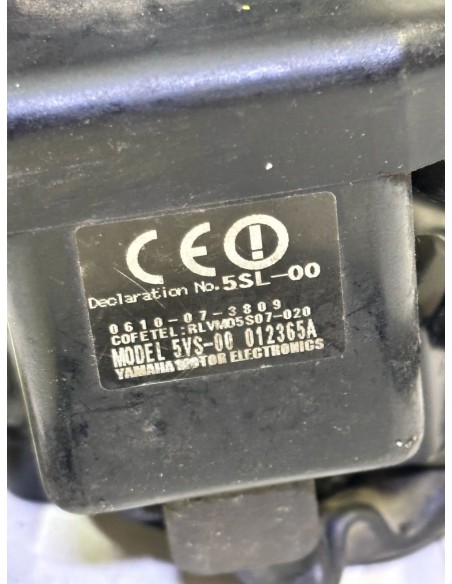 CE
Declaration No.5SL-00
0610-07-3809
COFETEL:RLVMO5S07-020
MODEL 5VS-00 012365A
YAMAHA MOTOR ELECTRONICS